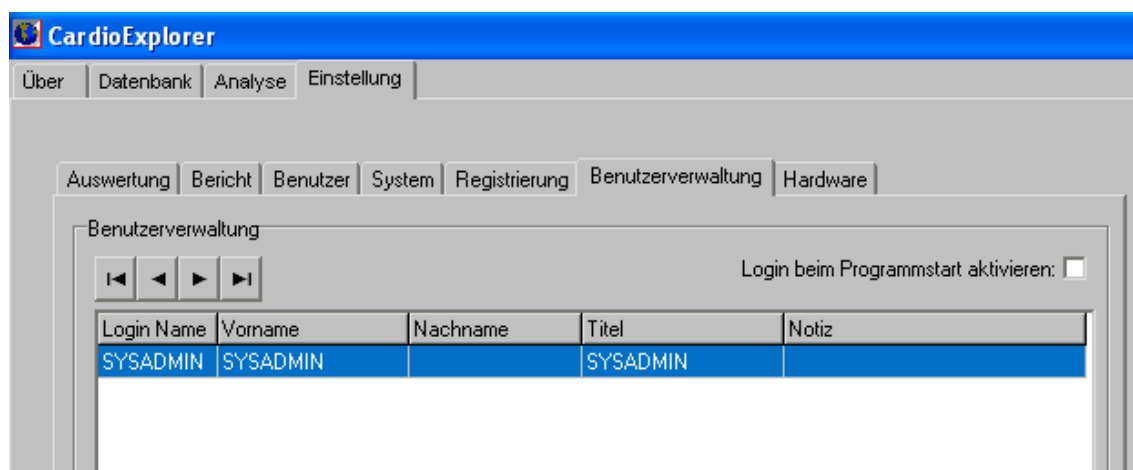 CardioExplorer
Über Datenbank Analyse Einstellung
Auswertung Bericht Benutzer System Registrierung Benutzerverwaltung Hardware
Benutzerverwaltung
Login beim Programmstart aktivieren:
Login Name Vorname Nachname Titel Notiz
SYSADMIN SYSADMIN SYSADMIN